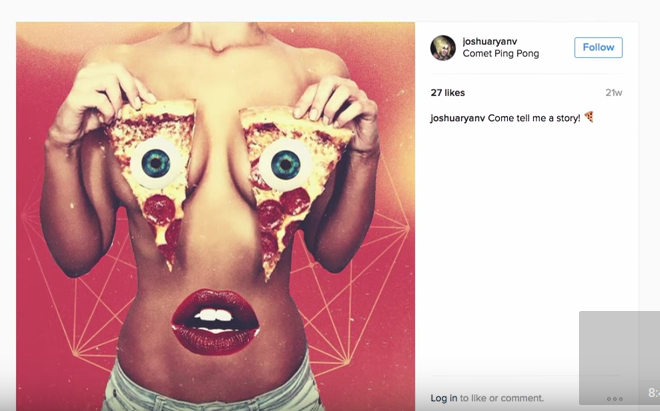 joshuaryanv
Comet Ping Pong
Follow
27 likes
21w
joshuaryanv Come tell me a story! 🍕
Log in to like or comment.
8: